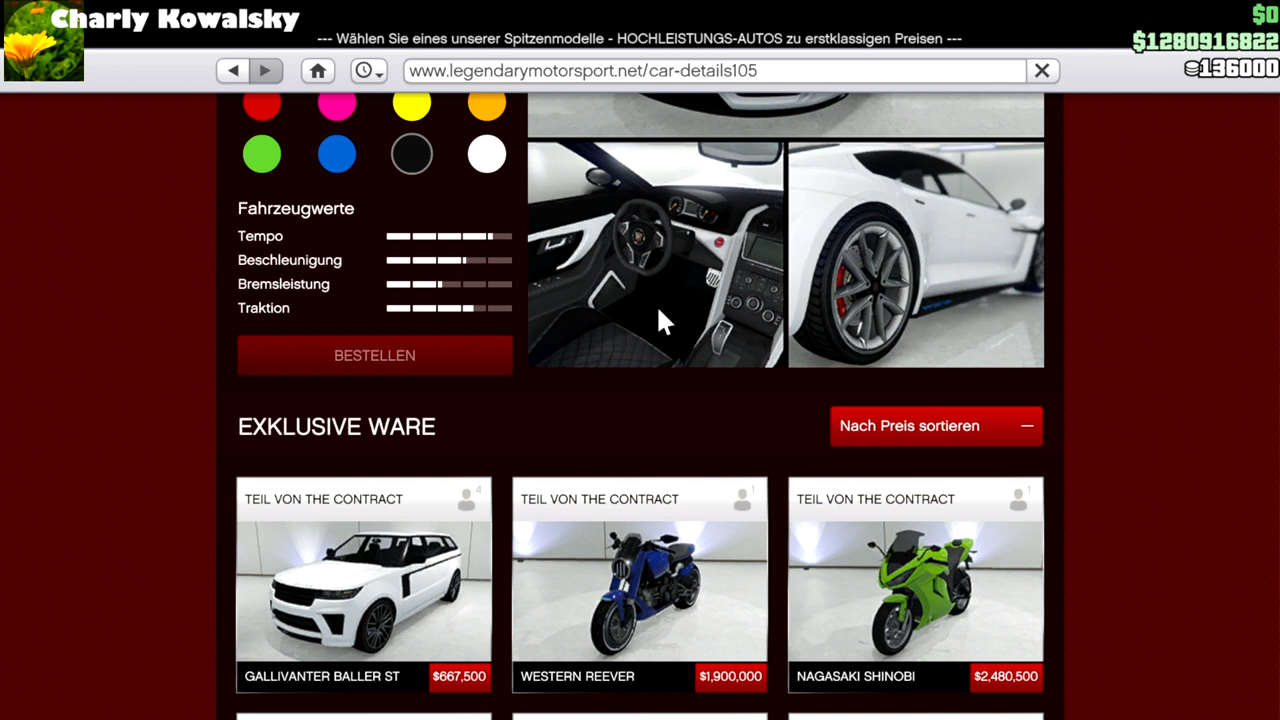 Charly Kowalsky
$0
--- Wählen Sie eines unserer Spitzenmodelle - HOCHLEISTUNGS-AUTOS zu erstklassigen Preisen ---
$1280916822
136000
www.legendarymotorsport.net/car-details105
Fahrzeugwerte
Tempo
Beschleunigung
Bremsleistung
Traktion
BESTELLEN
EXKLUSIVE WARE
Nach Preis sortieren
TEIL VON THE CONTRACT 4
TEIL VON THE CONTRACT 1
TEIL VON THE CONTRACT 1
GALLIVANTER BALLER ST $667,500
WESTERN REEVER $1,900,000
NAGASAKI SHINOBI $2,480,500